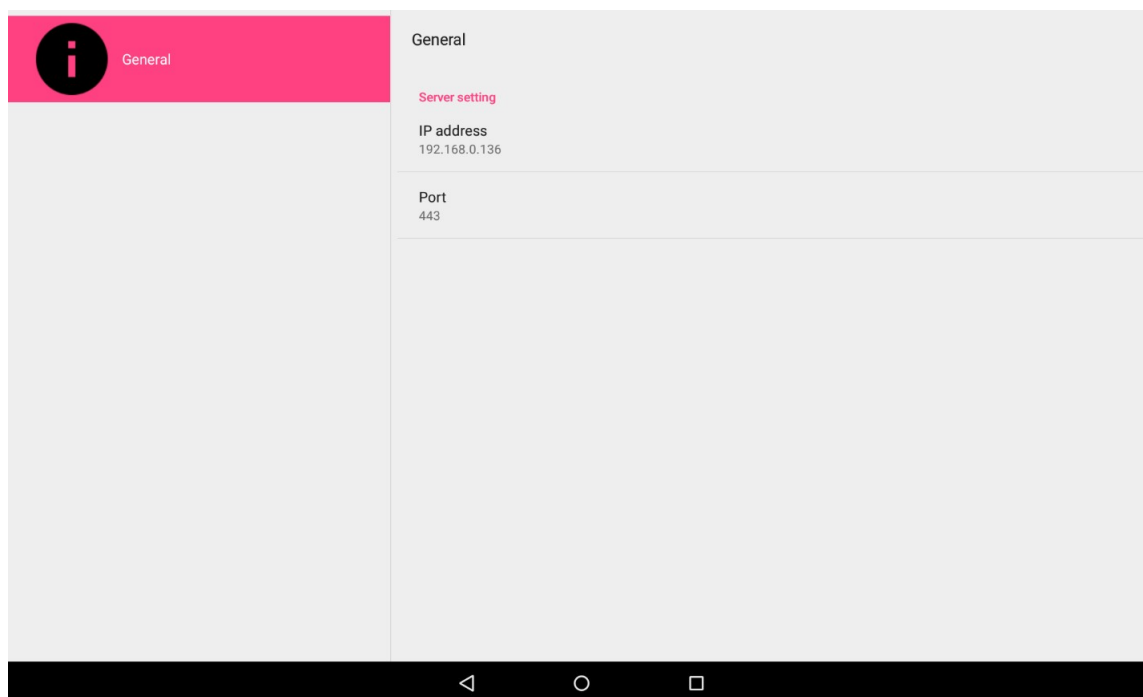 General
General
Server setting
IP address
192.168.0.136
Port
443